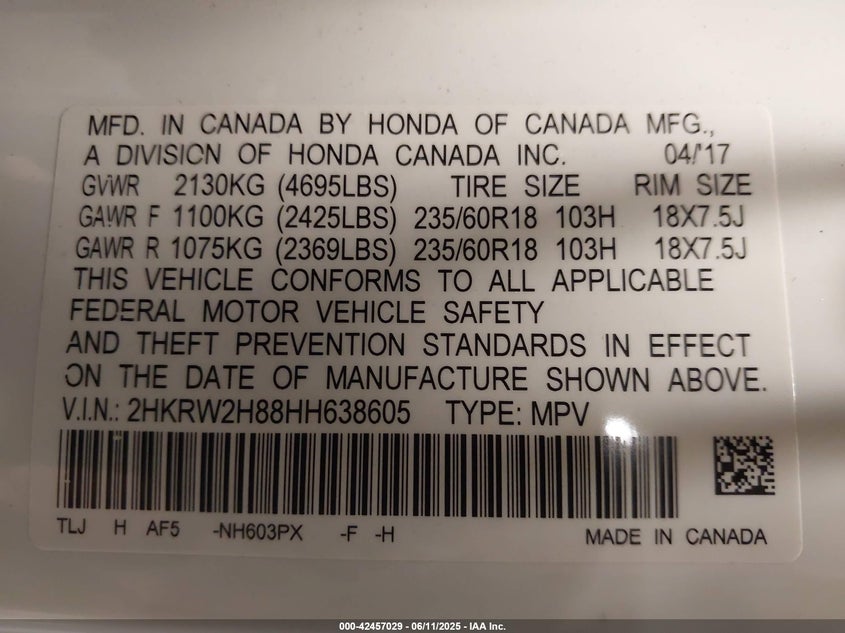 MFD. IN CANADA BY HONDA OF CANADA MFG.,
A DIVISION OF HONDA CANADA INC. 04/'17
GVWR 2130KG (4695LBS) TIRE SIZE RIM SIZE
GAWR F 1100KG (2425LBS) 235/60R18 103H 18X7.5J
GAWR R 1075KG (2369LBS) 235/60R18 103H 18X7.5J
THIS VEHICLE CONFORMS TO ALL APPLICABLE
FEDERAL MOTOR VEHICLE SAFETY
AND THEFT PREVENTION STANDARDS IN EFFECT
ON THE DATE OF MANUFACTURE SHOWN ABOVE.
V.I.N.: 2HKRW2H88HH638605 TYPE: MPV
TLJ H AF5 -NH603PX -F -H MADE IN CANADA
000-42457029 - 06/11/2025 - IAA Inc.